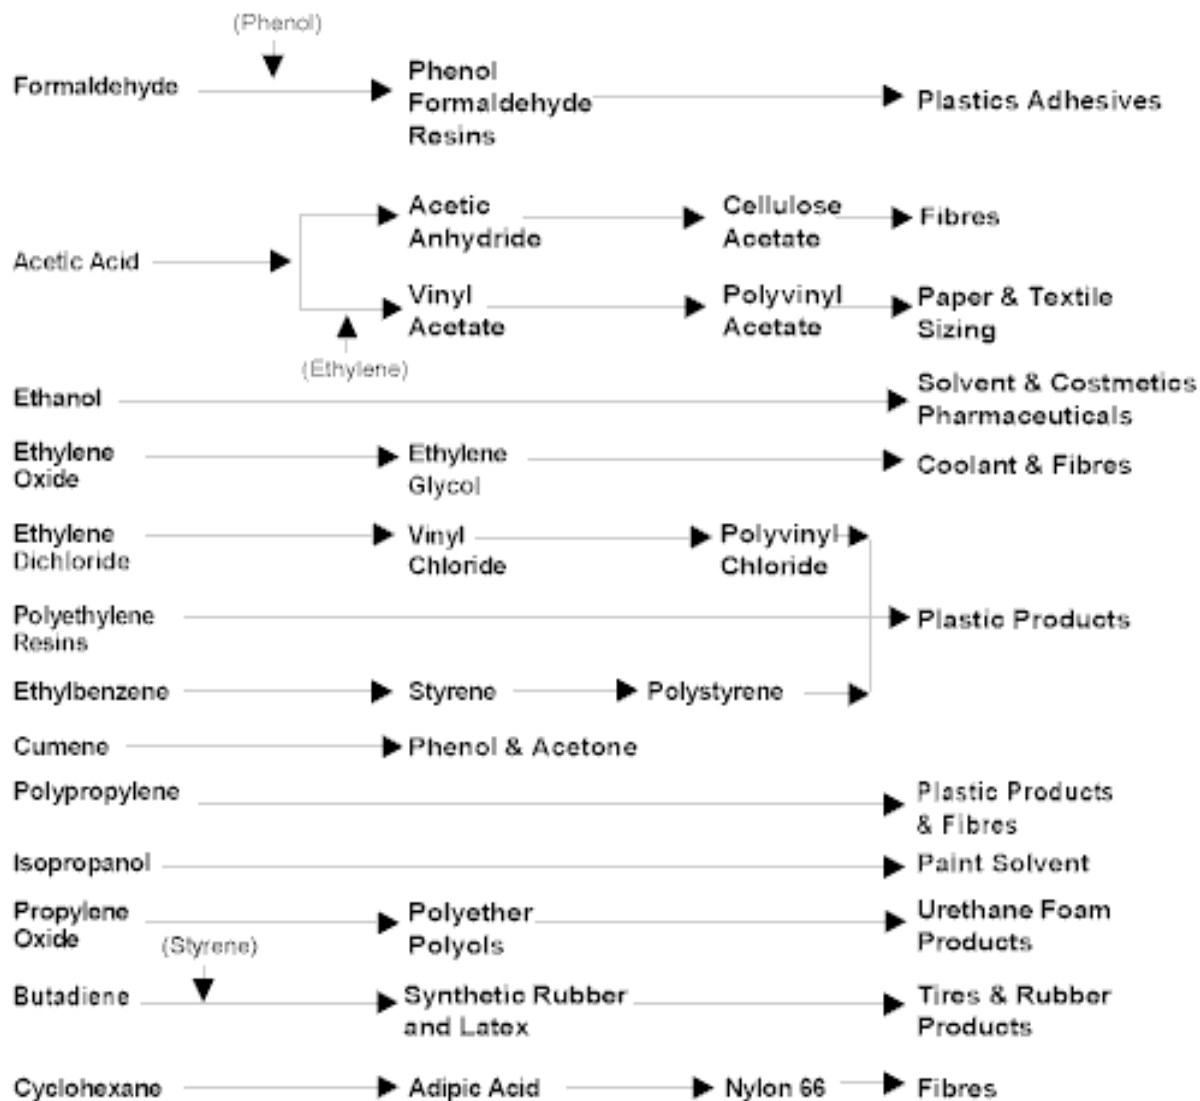 (Phenol)
Formaldehyde
Phenol
Formaldehyde
Resins
Plastics Adhesives
Acetic Acid
Acetic
Anhydride
Cellulose
Acetate
Fibres
Vinyl
Acetate
Polyvinyl
Acetate
Paper & Textile
Sizing
(Ethylene)
Ethanol
Solvent & Costmetics
Pharmaceuticals
Ethylene
Oxide
Ethylene
Glycol
Coolant & Fibres
Ethylene
Dichloride
Vinyl
Chloride
Polyvinyl
Chloride
Polyethylene
Resins
Plastic Products
Ethylbenzene
Styrene
Polystyrene
Cumene
Phenol & Acetone
Polypropylene
Plastic Products
& Fibres
Isopropanol
Paint Solvent
Propylene
Oxide
Polyether
Polyols
Urethane Foam
Products
(Styrene)
Butadiene
Synthetic Rubber
and Latex
Tires & Rubber
Products
Cyclohexane
Adipic Acid
Nylon 66
Fibres